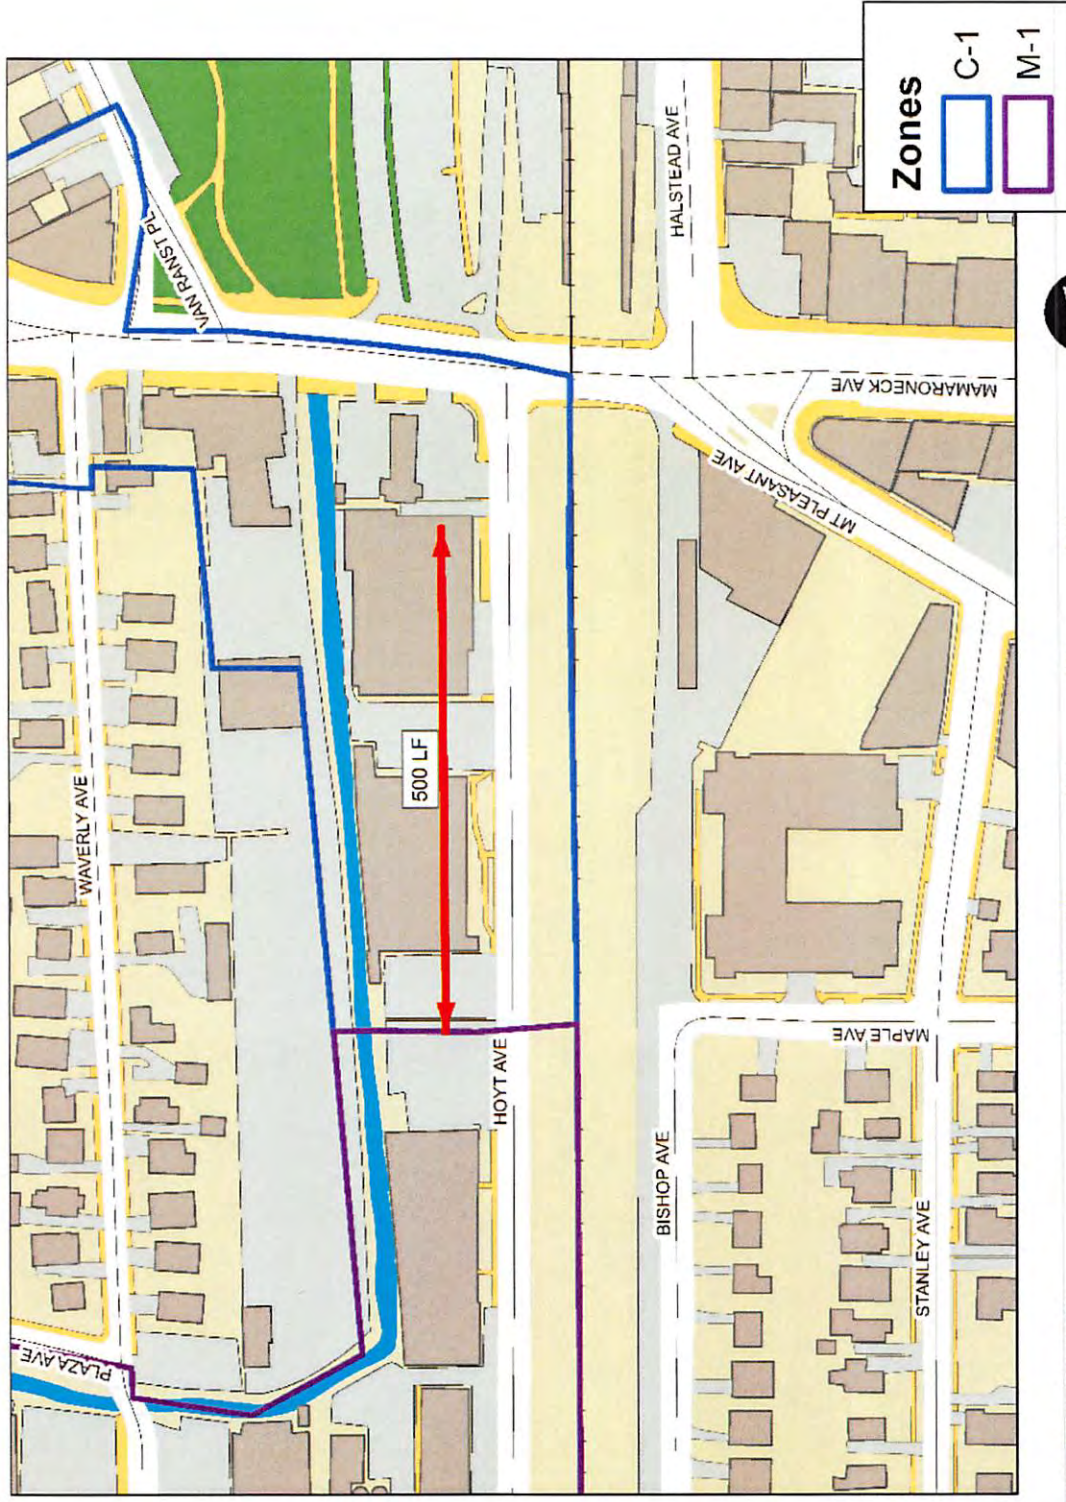 VAN RANST PL
HALSTEAD AVE
Zones
C-1
M-1
MAMARONECK AVE
MT PLEASANT AVE
500 LF
WAVERLY AVE
HOYT AVE
MAPLE AVE
BISHOP AVE
STANLEY AVE
PLAZA AVE